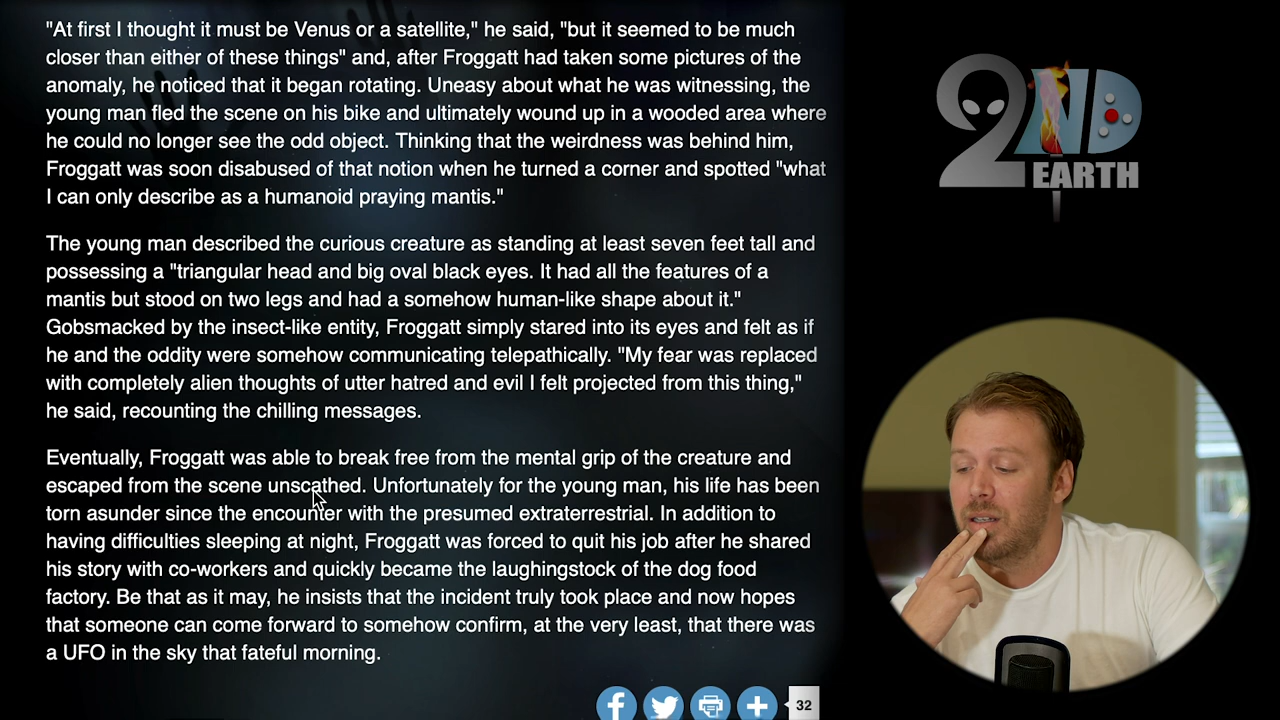 "At first I thought it must be Venus or a satellite," he said, "but it seemed to be much
closer than either of these things" and, after Froggatt had taken some pictures of the
anomaly, he noticed that it began rotating. Uneasy about what he was witnessing, the
young man fled the scene on his bike and ultimately wound up in a wooded area where
he could no longer see the odd object. Thinking that the weirdness was behind him,
Froggatt was soon disabused of that notion when he turned a corner and spotted "what
I can only describe as a humanoid praying mantis."
The young man described the curious creature as standing at least seven feet tall and
possessing a "triangular head and big oval black eyes. It had all the features of a
mantis but stood on two legs and had a somehow human-like shape about it."
Gobsmacked by the insect-like entity, Froggatt simply stared into its eyes and felt as if
he and the oddity were somehow communicating telepathically. "My fear was replaced
with completely alien thoughts of utter hatred and evil I felt projected from this thing,"
he said, recounting the chilling messages.
Eventually, Froggatt was able to break free from the mental grip of the creature and
escaped from the scene unscathed. Unfortunately for the young man, his life has been
torn asunder since the encounter with the presumed extraterrestrial. In addition to
having difficulties sleeping at night, Froggatt was forced to quit his job after he shared
his story with co-workers and quickly became the laughingstock of the dog food
factory. Be that as it may, he insists that the incident truly took place and now hopes
that someone can come forward to somehow confirm, at the very least, that there was
a UFO in the sky that fateful morning.
32
2ND
EARTH